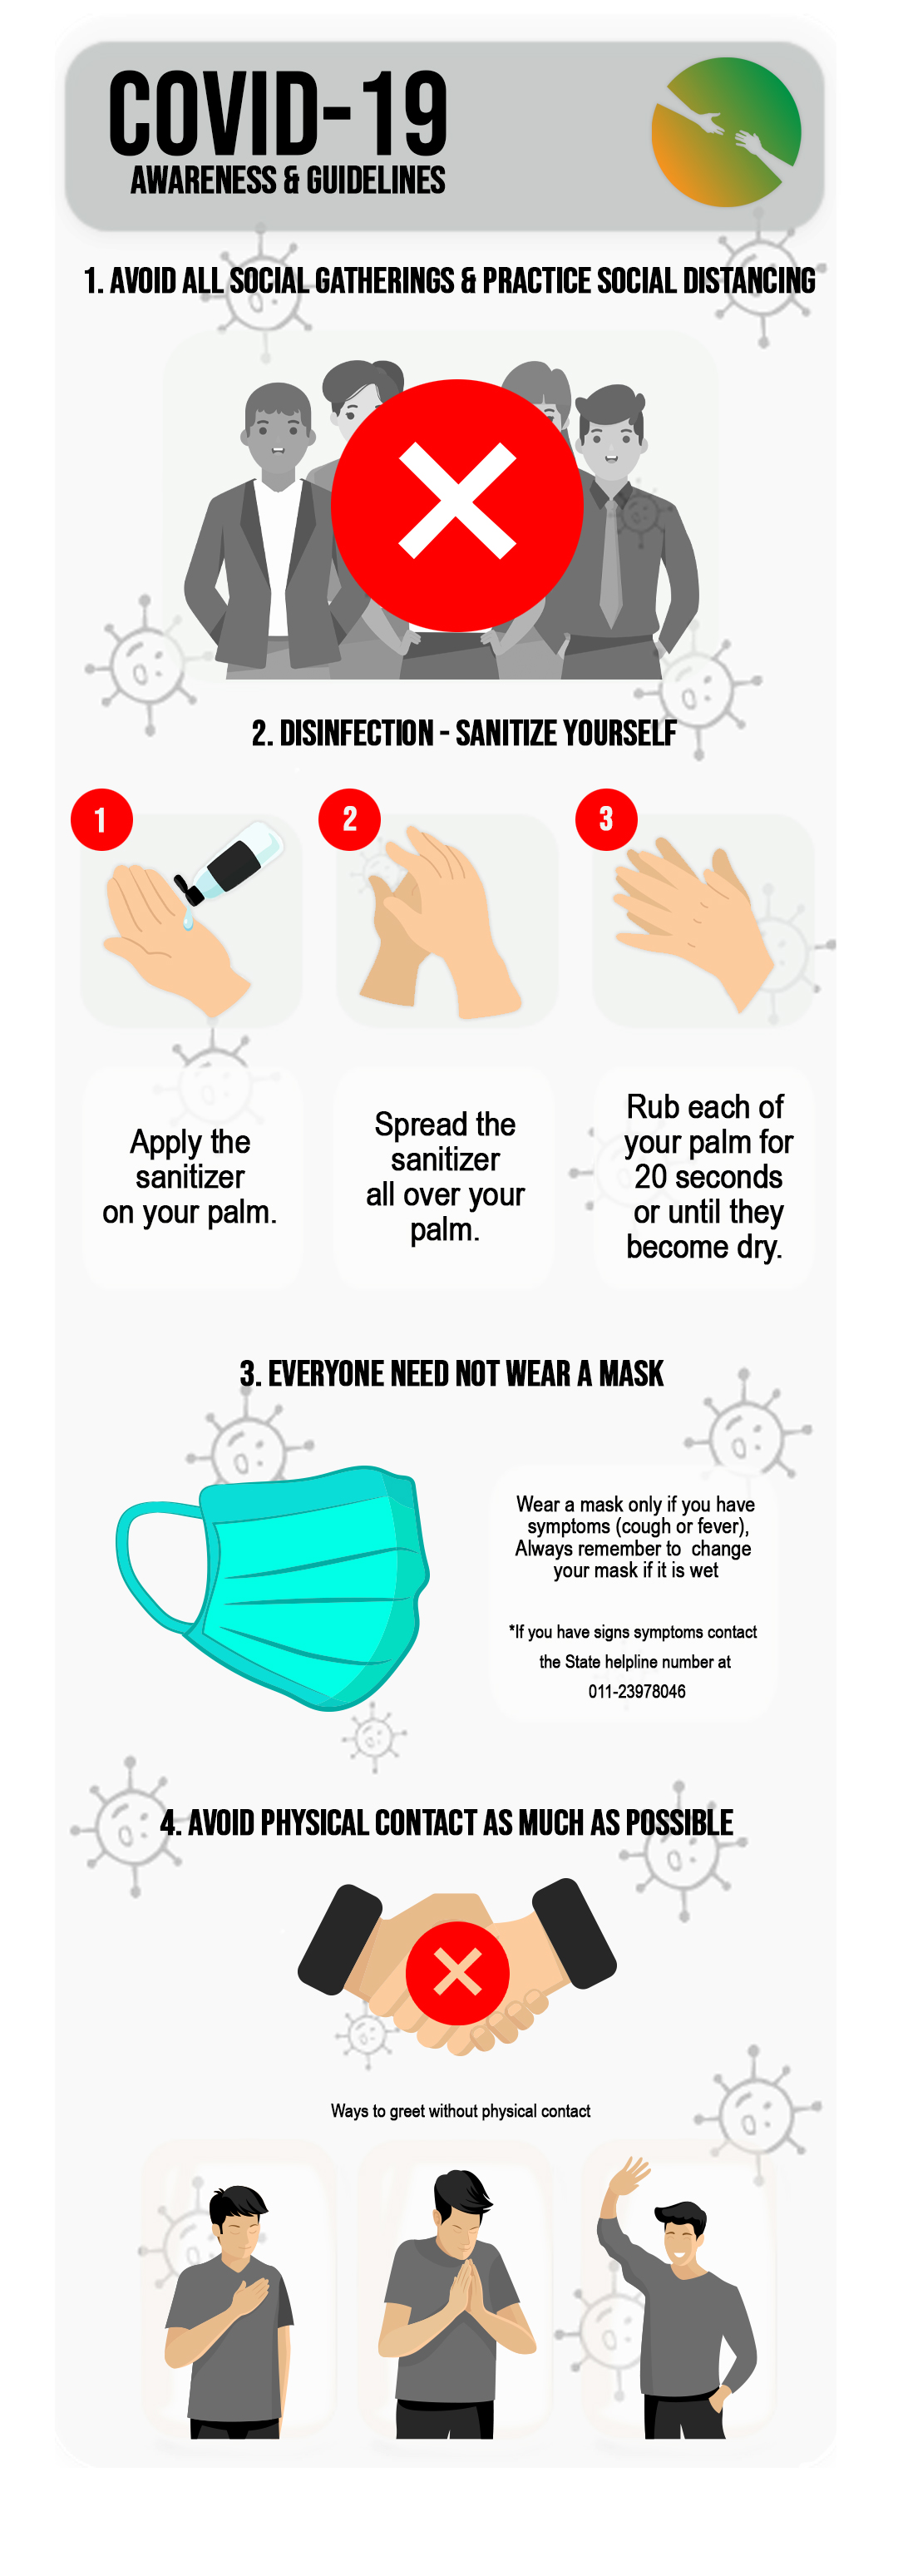 COVID-19
AWARENESS & GUIDELINES
1. AVOID ALL SOCIAL GATHERINGS & PRACTICE SOCIAL DISTANCING
2. DISINFECTION - SANITIZE YOURSELF
1
2
3
Apply the
sanitizer
on your palm.
Spread the
sanitizer
all over your
palm.
Rub each of
your palm for
20 seconds
or until they
become dry.
3. EVERYONE NEED NOT WEAR A MASK
Wear a mask only if you have
symptoms (cough or fever),
Always remember to change
your mask if it is wet
*If you have signs symptoms contact
the State helpline number at
011-23978046
4. AVOID PHYSICAL CONTACT AS MUCH AS POSSIBLE
Ways to greet without physical contact